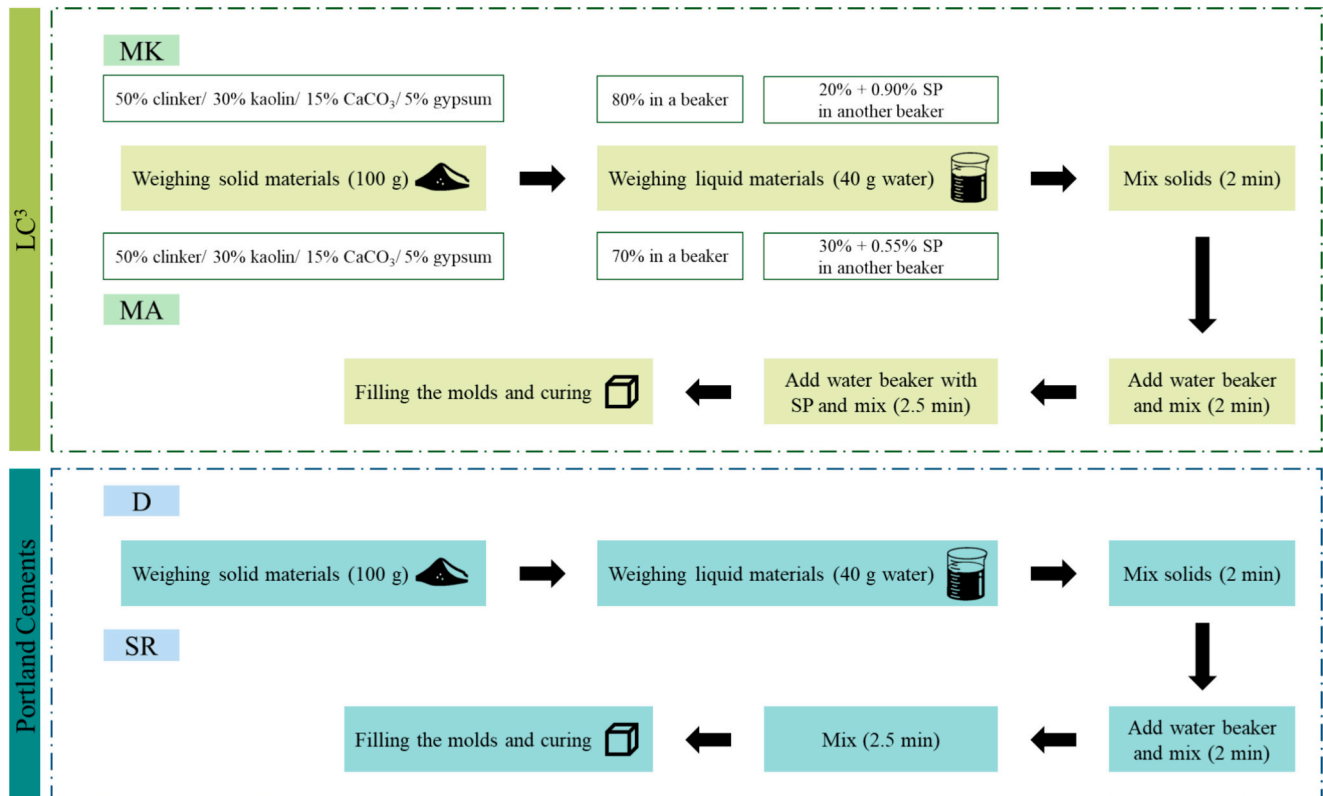 LC³
MK
50% clinker/ 30% kaolin/ 15% CaCO₃/ 5% gypsum
80% in a beaker
20% + 0.90% SP
in another beaker
Weighing solid materials (100 g)
Weighing liquid materials (40 g water)
Mix solids (2 min)
50% clinker/ 30% kaolin/ 15% CaCO₃/ 5% gypsum
70% in a beaker
30% + 0.55% SP
in another beaker
MA
Filling the molds and curing
Add water beaker with
SP and mix (2.5 min)
Add water beaker
and mix (2 min)
Portland Cements
D
Weighing solid materials (100 g)
Weighing liquid materials (40 g water)
Mix solids (2 min)
SR
Filling the molds and curing
Mix (2.5 min)
Add water beaker
and mix (2 min)